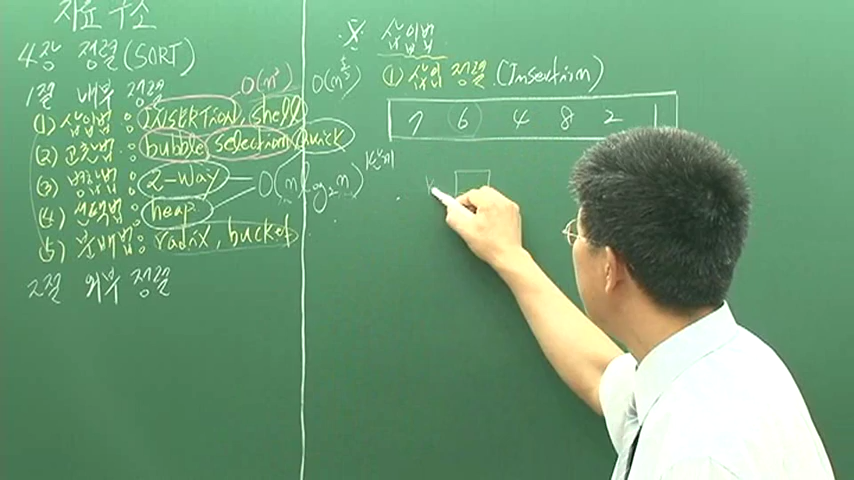 자료구조
4장 정렬(SORT)
1절 내부 정렬
(1) 삽입법 : INSERTion, shell
(2) 교환법 : bubble selection quick
(3) 병합법 : 2-way
(4) 선택법 : heap
(5) 분배법 : radix, bucket
2절 외부 정렬
O(n²)
O(n log₂ n)
※ 삽입법
(1) 삽입 정렬 (Insection)
7 6 4 8 2 1